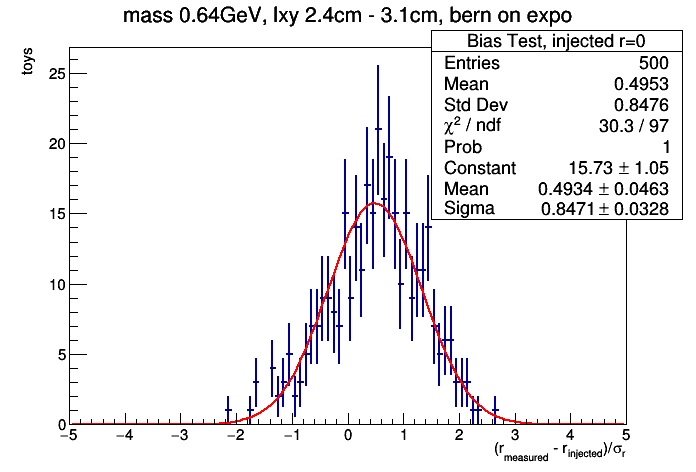 mass 0.64GeV, lxy 2.4cm - 3.1cm, bern on expo
Bias Test, injected r=0
Entries 500
Mean 0.4953
Std Dev 0.8476
χ² / ndf 30.3 / 97
Prob 1
Constant 15.73 ± 1.05
Mean 0.4934 ± 0.0463
Sigma 0.8471 ± 0.0328
toys
25
20
15
10
5
0
−5 −4 −3 −2 −1 0 1 2 3 4 5
(r_measured - r_injected)/σ_r